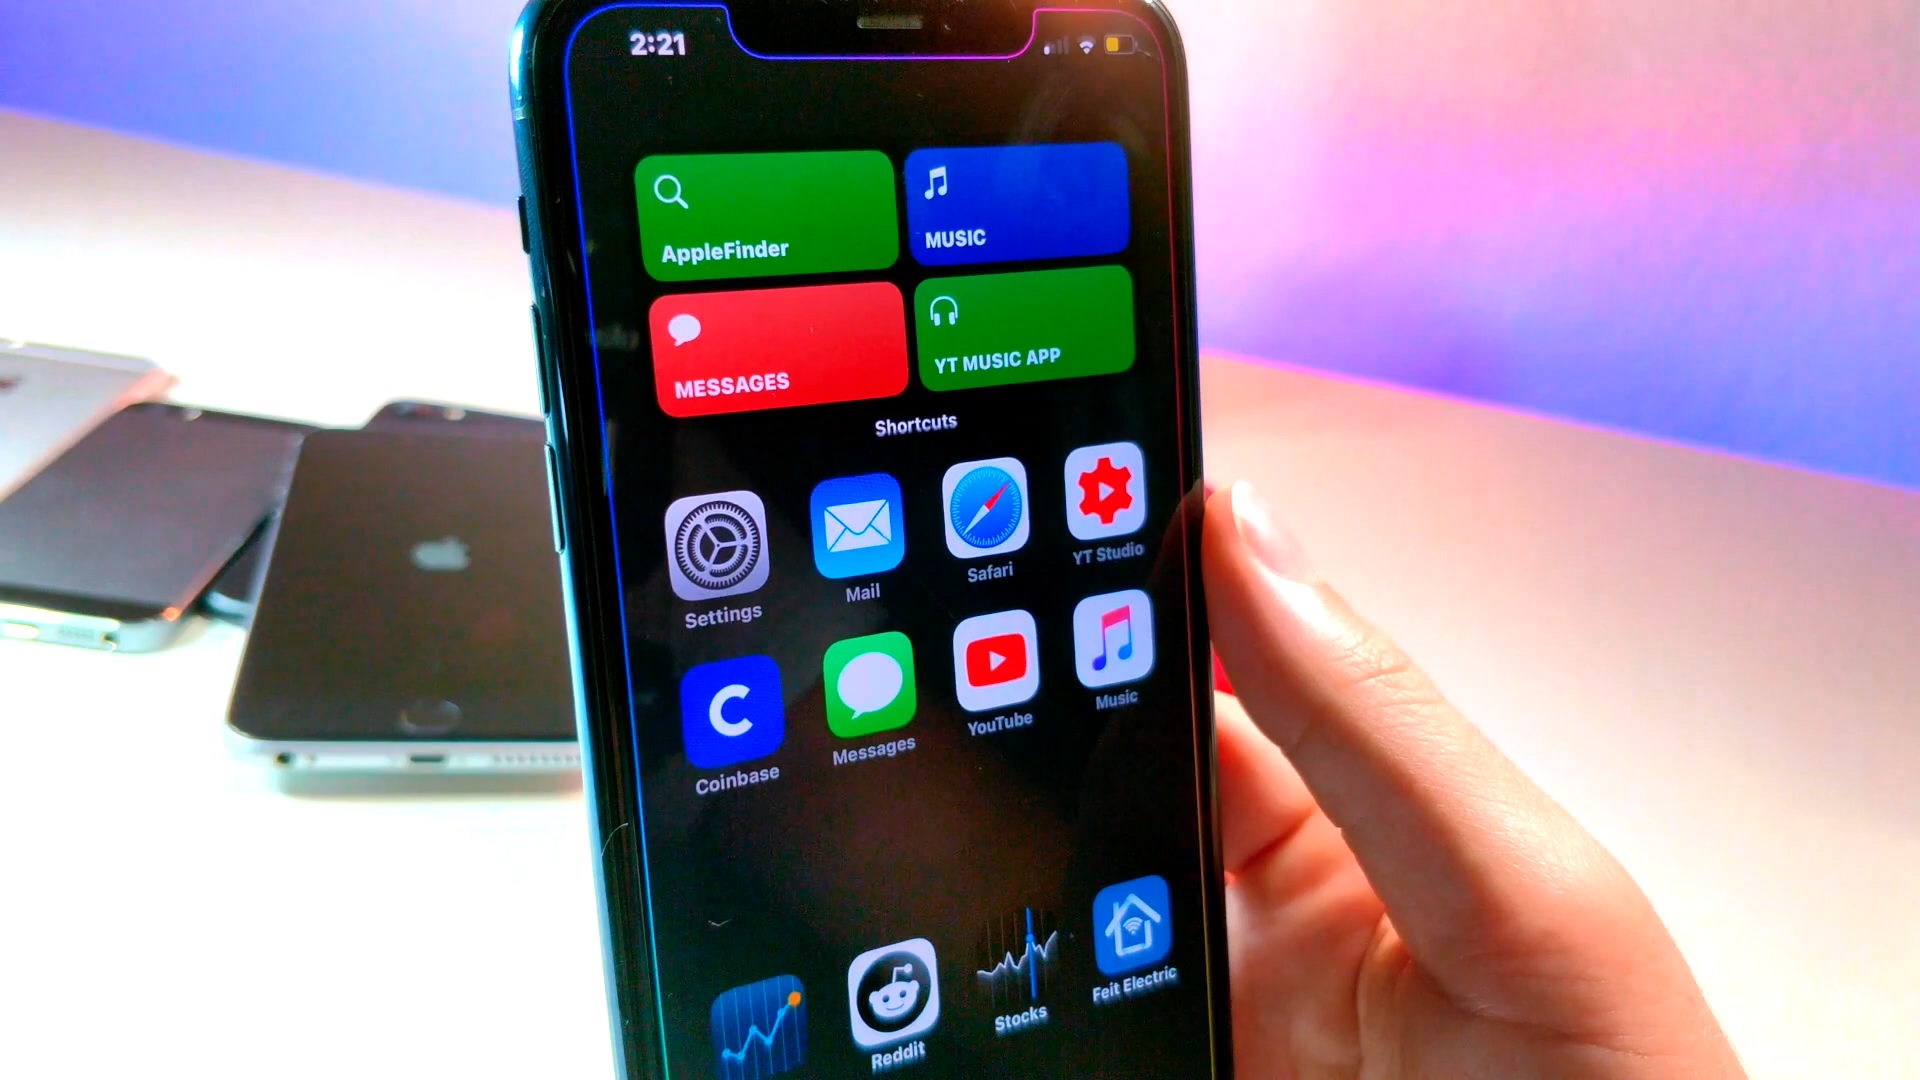 2:21
AppleFinder
MUSIC
MESSAGES
YT MUSIC APP
Shortcuts
Settings
Mail
Safari
YT Studio
Coinbase
Messages
YouTube
Music
Reddit
Stocks
Feit Electric